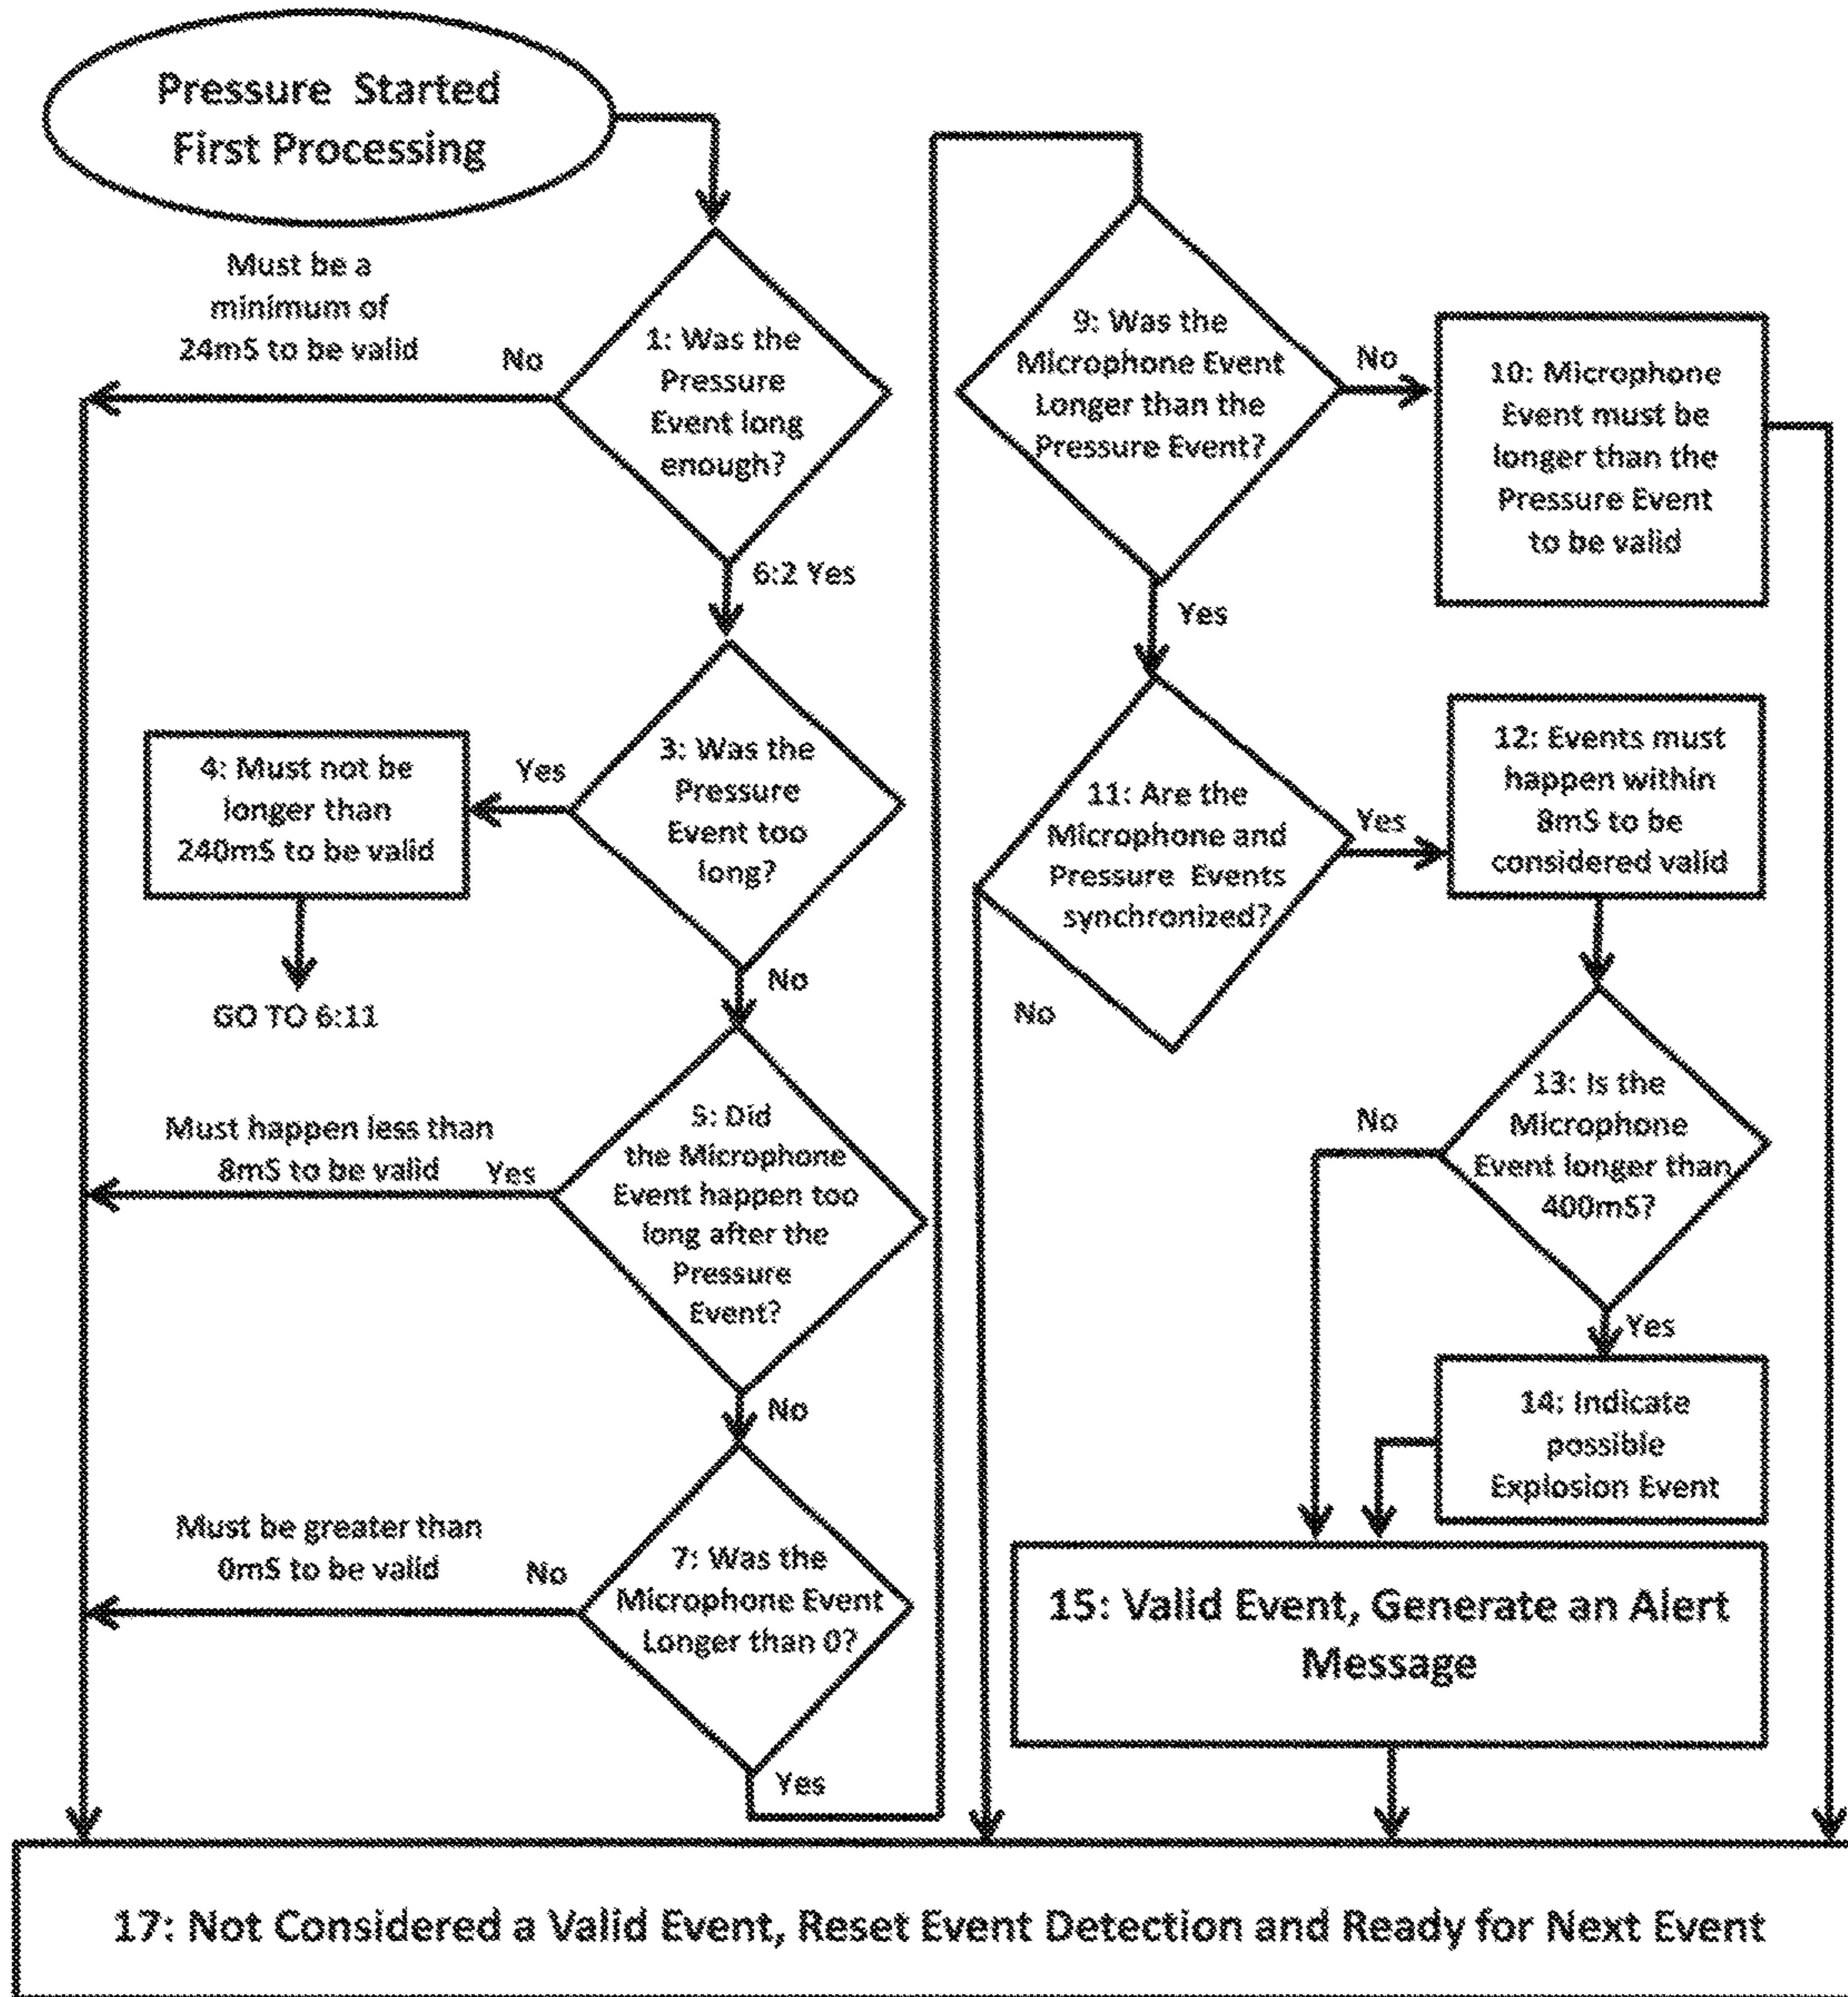 Pressure Started
First Processing
Must be a
minimum of
24mS to be valid
No
1: Was the
Pressure
Event long
enough?
6:2 Yes
3: Was the
Pressure
Event too
long?
Yes
4: Must not be
longer than
240mS to be valid
GO TO 6:11
No
5: Did
the Microphone
Event happen too
long after the
Pressure
Event?
Must happen less than
8mS to be valid
Yes
No
7: Was the
Microphone Event
Longer than 0?
Must be greater than
0mS to be valid
No
Yes
9: Was the
Microphone Event
Longer than the
Pressure Event?
No
10: Microphone
Event must be
longer than the
Pressure Event
to be valid
Yes
11: Are the
Microphone and
Pressure Events
synchronized?
Yes
12: Events must
happen within
8mS to be
considered valid
No
13: Is the
Microphone
Event longer than
400mS?
No
Yes
14: Indicate
possible
Explosion Event
15: Valid Event, Generate an Alert
Message
17: Not Considered a Valid Event, Reset Event Detection and Ready for Next Event